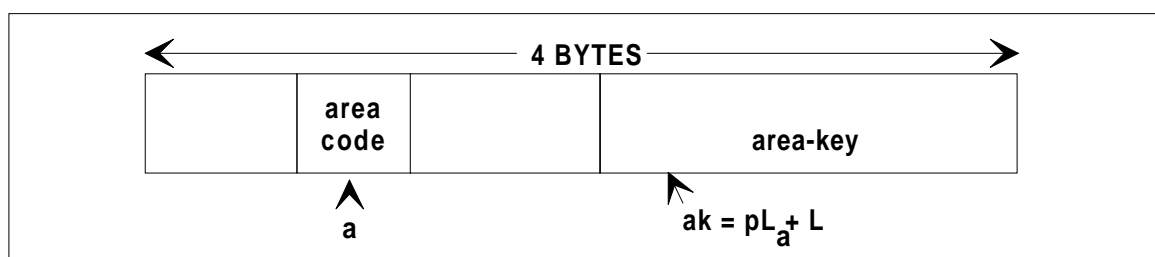 4 BYTES
area
code
area-key
a
ak = pLₐ+ L